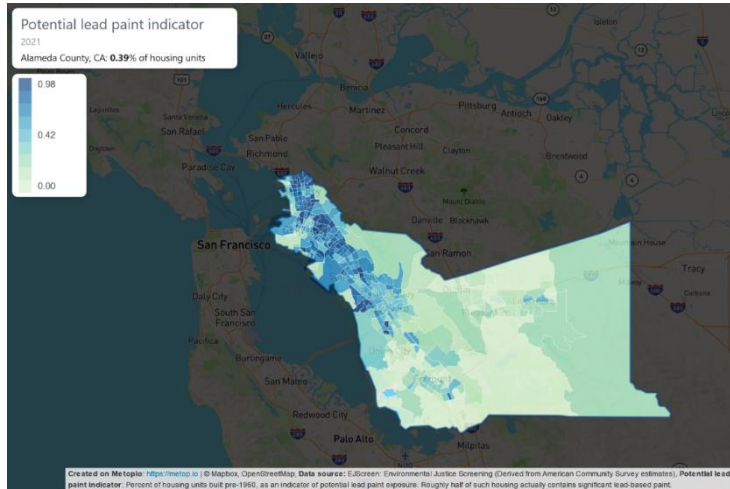 Potential lead paint indicator
2021
Alameda County, CA: 0.39% of housing units
0.98
0.42
0.00
Isleton
Vallejo
Benicia
Hercules
Martinez
Pittsburg
Antioch
Oakley
San Rafael
San Pablo
Richmond
Concord
Pleasant Hill
Clayton
Brentwood
Paradise Cay
Walnut Creek
Mount Diablo
Danville
Blackhawk
San Francisco
San Ramon
Mountain House
Tracy
Daly City
South San
Francisco
Pacifica
Burlingame
San Mateo
Redwood City
Palo Alto
Milpitas
Created on Metopio: https://metop.io | © Mapbox, OpenStreetMap, Data source: EJScreen: Environmental Justice Screening (Derived from American Community Survey estimates), Potential lead
paint indicator: Percent of housing units built pre-1960, as an indicator of potential lead paint exposure. Roughly half of such housing actually contains significant lead-based paint.